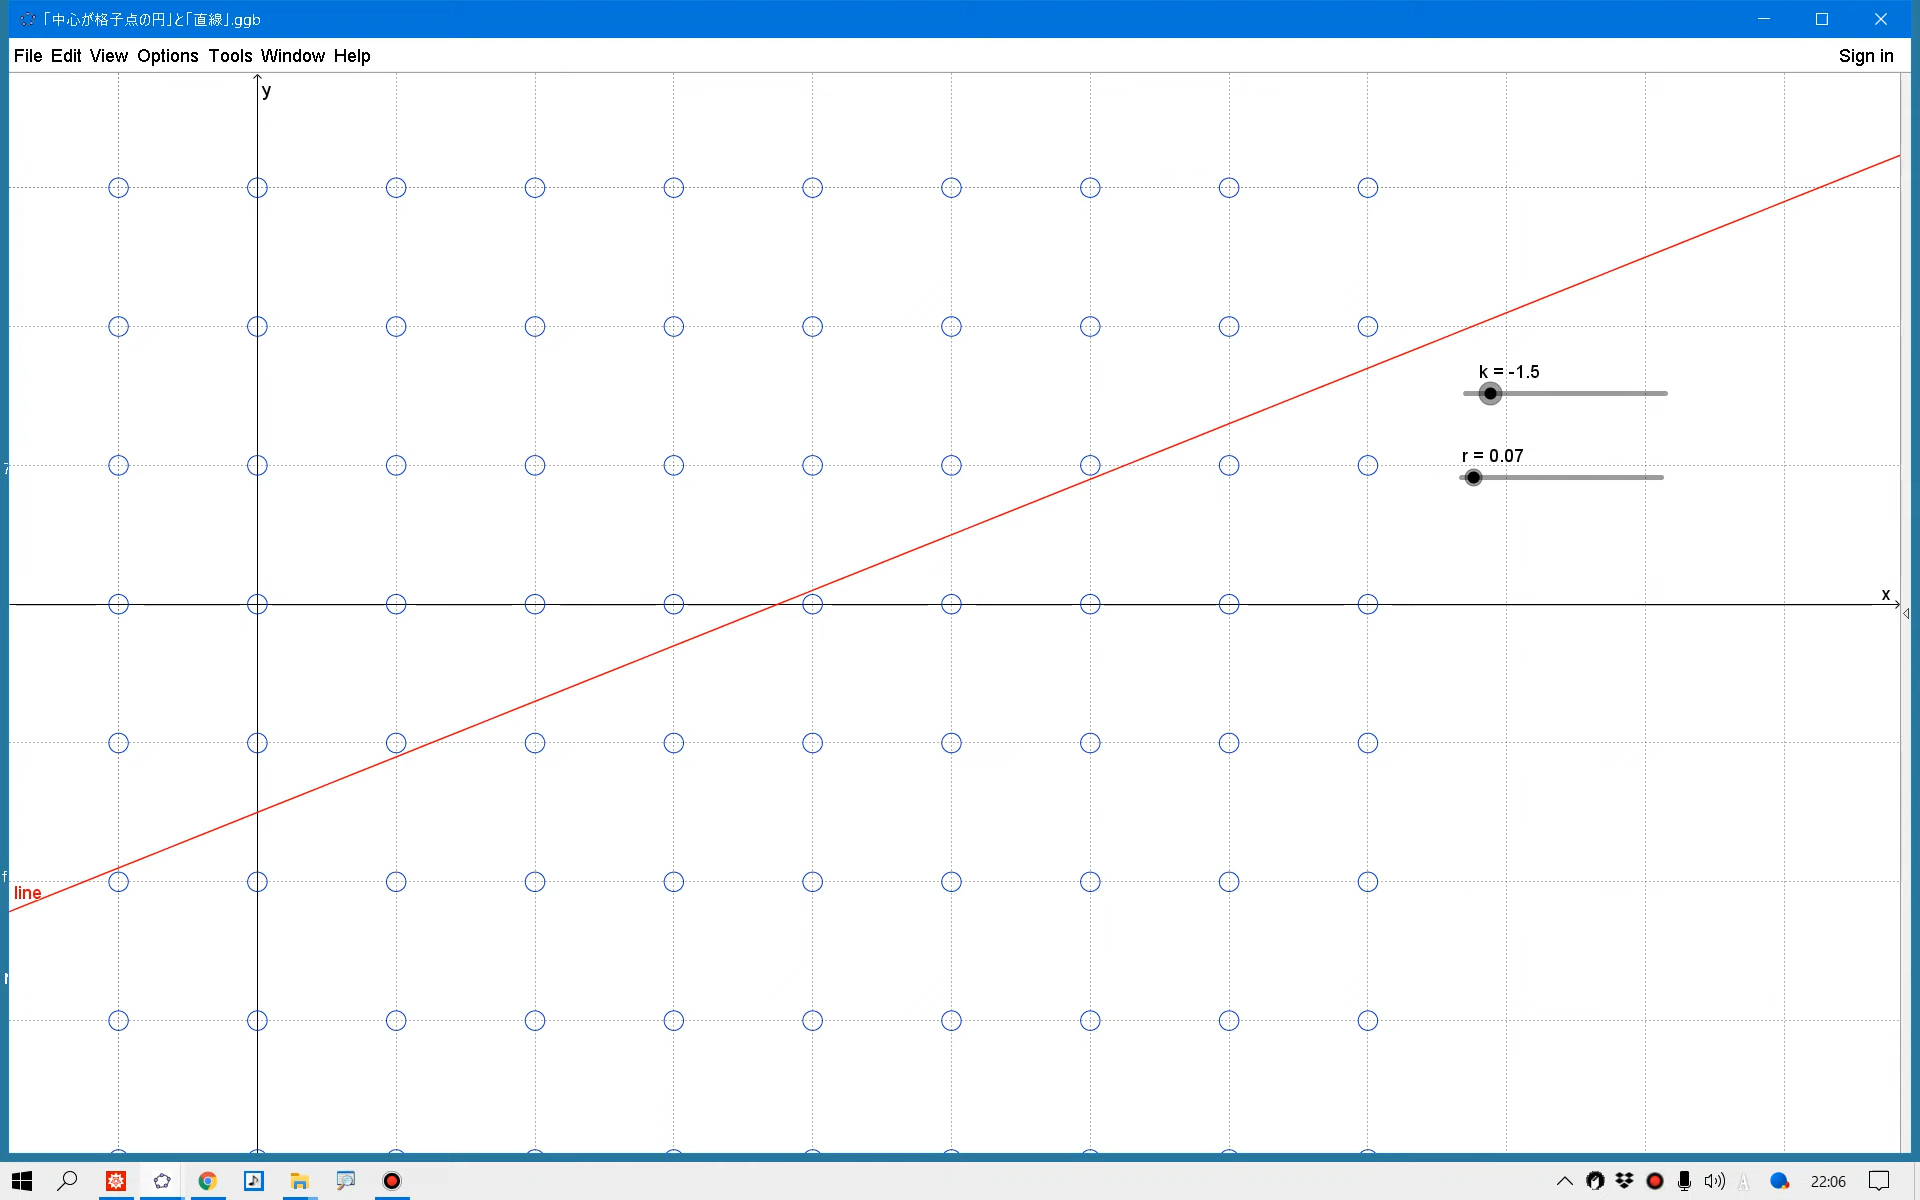 「中心が格子点の円」と「直線」.ggb
File Edit View Options Tools Window Help
Sign in
y
k = -1.5
r = 0.07
x
line
22:06